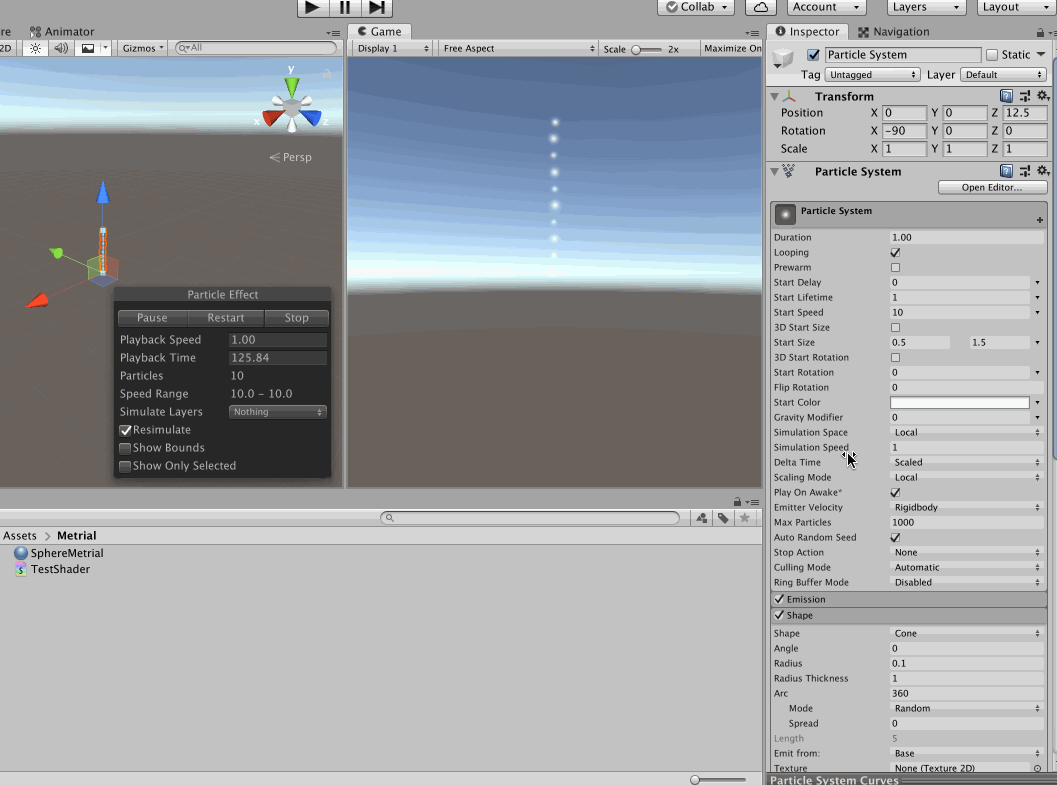 Collab Account Layers Layout
re Animator
2D Gizmos All
Persp
y
x
z
Particle Effect
Pause Restart Stop
Playback Speed 1.00
Playback Time 125.84
Particles 10
Speed Range 10.0 - 10.0
Simulate Layers Nothing
Resimulate
Show Bounds
Show Only Selected
Game
Display 1 Free Aspect Scale 2x Maximize On
Assets > Metrial
SphereMetrial
TestShader
Inspector Navigation
Particle System Static
Tag Untagged Layer Default
Transform
Position X 0 Y 0 Z 12.5
Rotation X -90 Y 0 Z 0
Scale X 1 Y 1 Z 1
Particle System
Open Editor...
Particle System
Duration 1.00
Looping
Prewarm
Start Delay 0
Start Lifetime 1
Start Speed 10
3D Start Size
Start Size 0.5 1.5
3D Start Rotation
Start Rotation 0
Flip Rotation 0
Start Color
Gravity Modifier 0
Simulation Space Local
Simulation Speed 1
Delta Time Scaled
Scaling Mode Local
Play On Awake*
Emitter Velocity Rigidbody
Max Particles 1000
Auto Random Seed
Stop Action None
Culling Mode Automatic
Ring Buffer Mode Disabled
Emission
Shape
Shape Cone
Angle 0
Radius 0.1
Radius Thickness 1
Arc 360
Mode Random
Spread 0
Length 5
Emit from: Base
Texture None (Texture 2D)
Particle System Curves